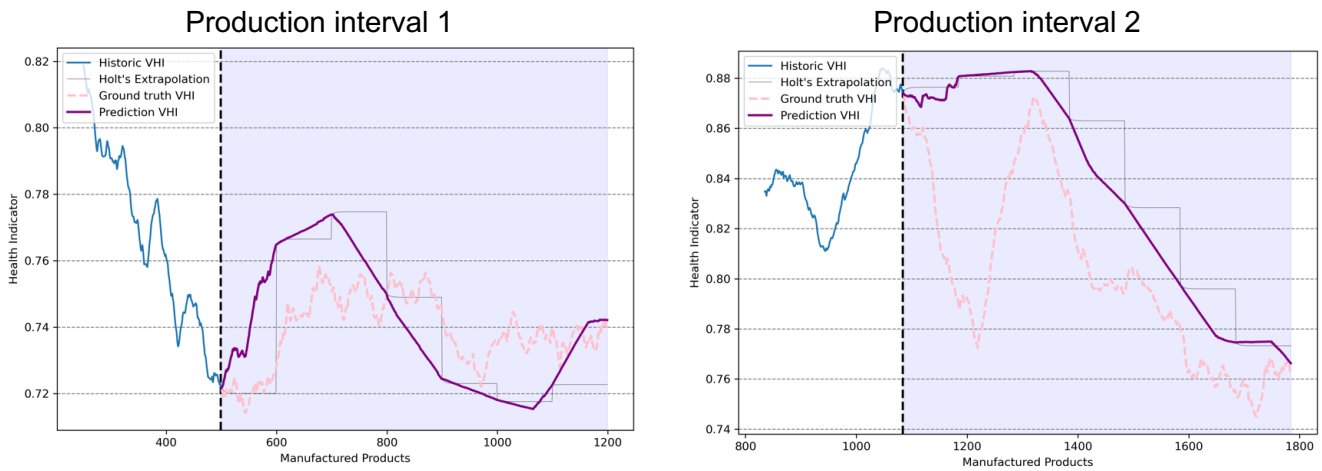 Production interval 1
Historic VHI
Holt's Extrapolation
Ground truth VHI
Prediction VHI
0.82
0.80
0.78
0.76
0.74
0.72
Health Indicator
400
600
800
1000
1200
Manufactured Products
Production interval 2
Historic VHI
Holt's Extrapolation
Ground truth VHI
Prediction VHI
0.88
0.86
0.84
0.82
0.80
0.78
0.76
0.74
Health Indicator
800
1000
1200
1400
1600
1800
Manufactured Products